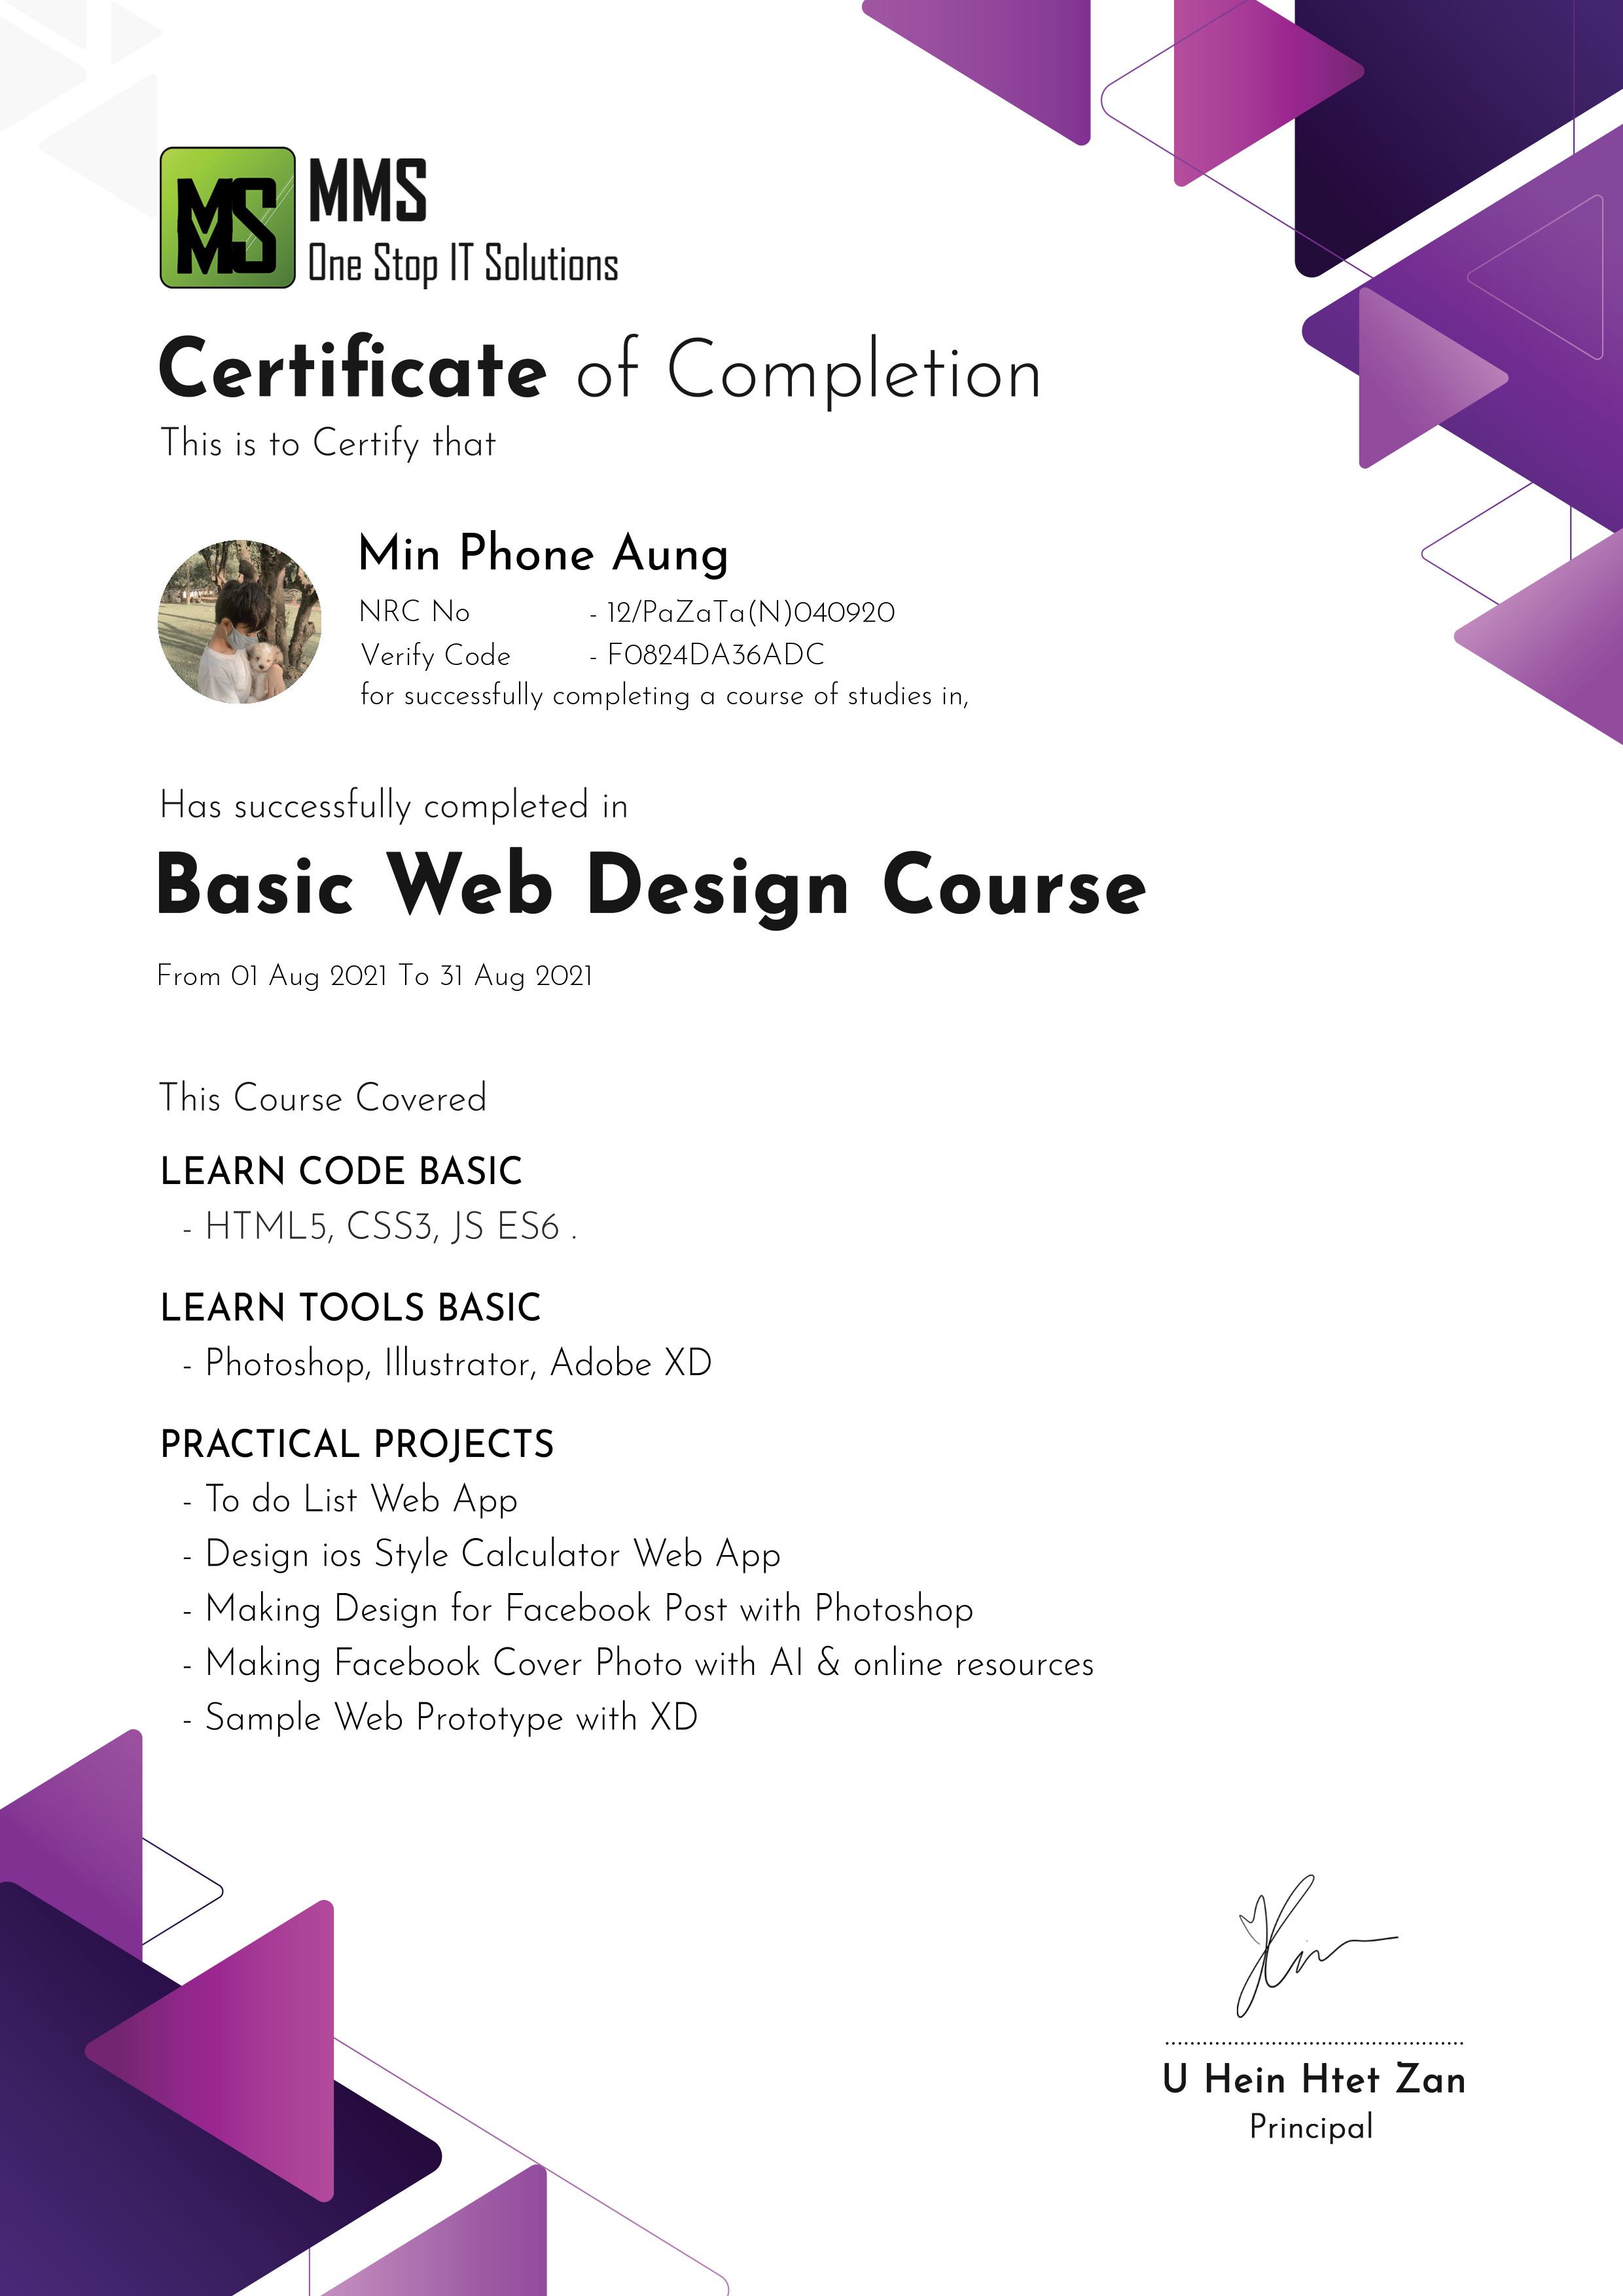 MMS
MMS
One Stop IT Solutions
Certificate of Completion
This is to Certify that
Min Phone Aung
NRC No - 12/PaZaTa(N)040920
Verify Code - F0824DA36ADC
for successfully completing a course of studies in,
Has successfully completed in
Basic Web Design Course
From 01 Aug 2021 To 31 Aug 2021
This Course Covered
LEARN CODE BASIC
- HTML5, CSS3, JS ES6 .
LEARN TOOLS BASIC
- Photoshop, Illustrator, Adobe XD
PRACTICAL PROJECTS
- To do List Web App
- Design ios Style Calculator Web App
- Making Design for Facebook Post with Photoshop
- Making Facebook Cover Photo with AI & online resources
- Sample Web Prototype with XD
U Hein Htet Zan
Principal